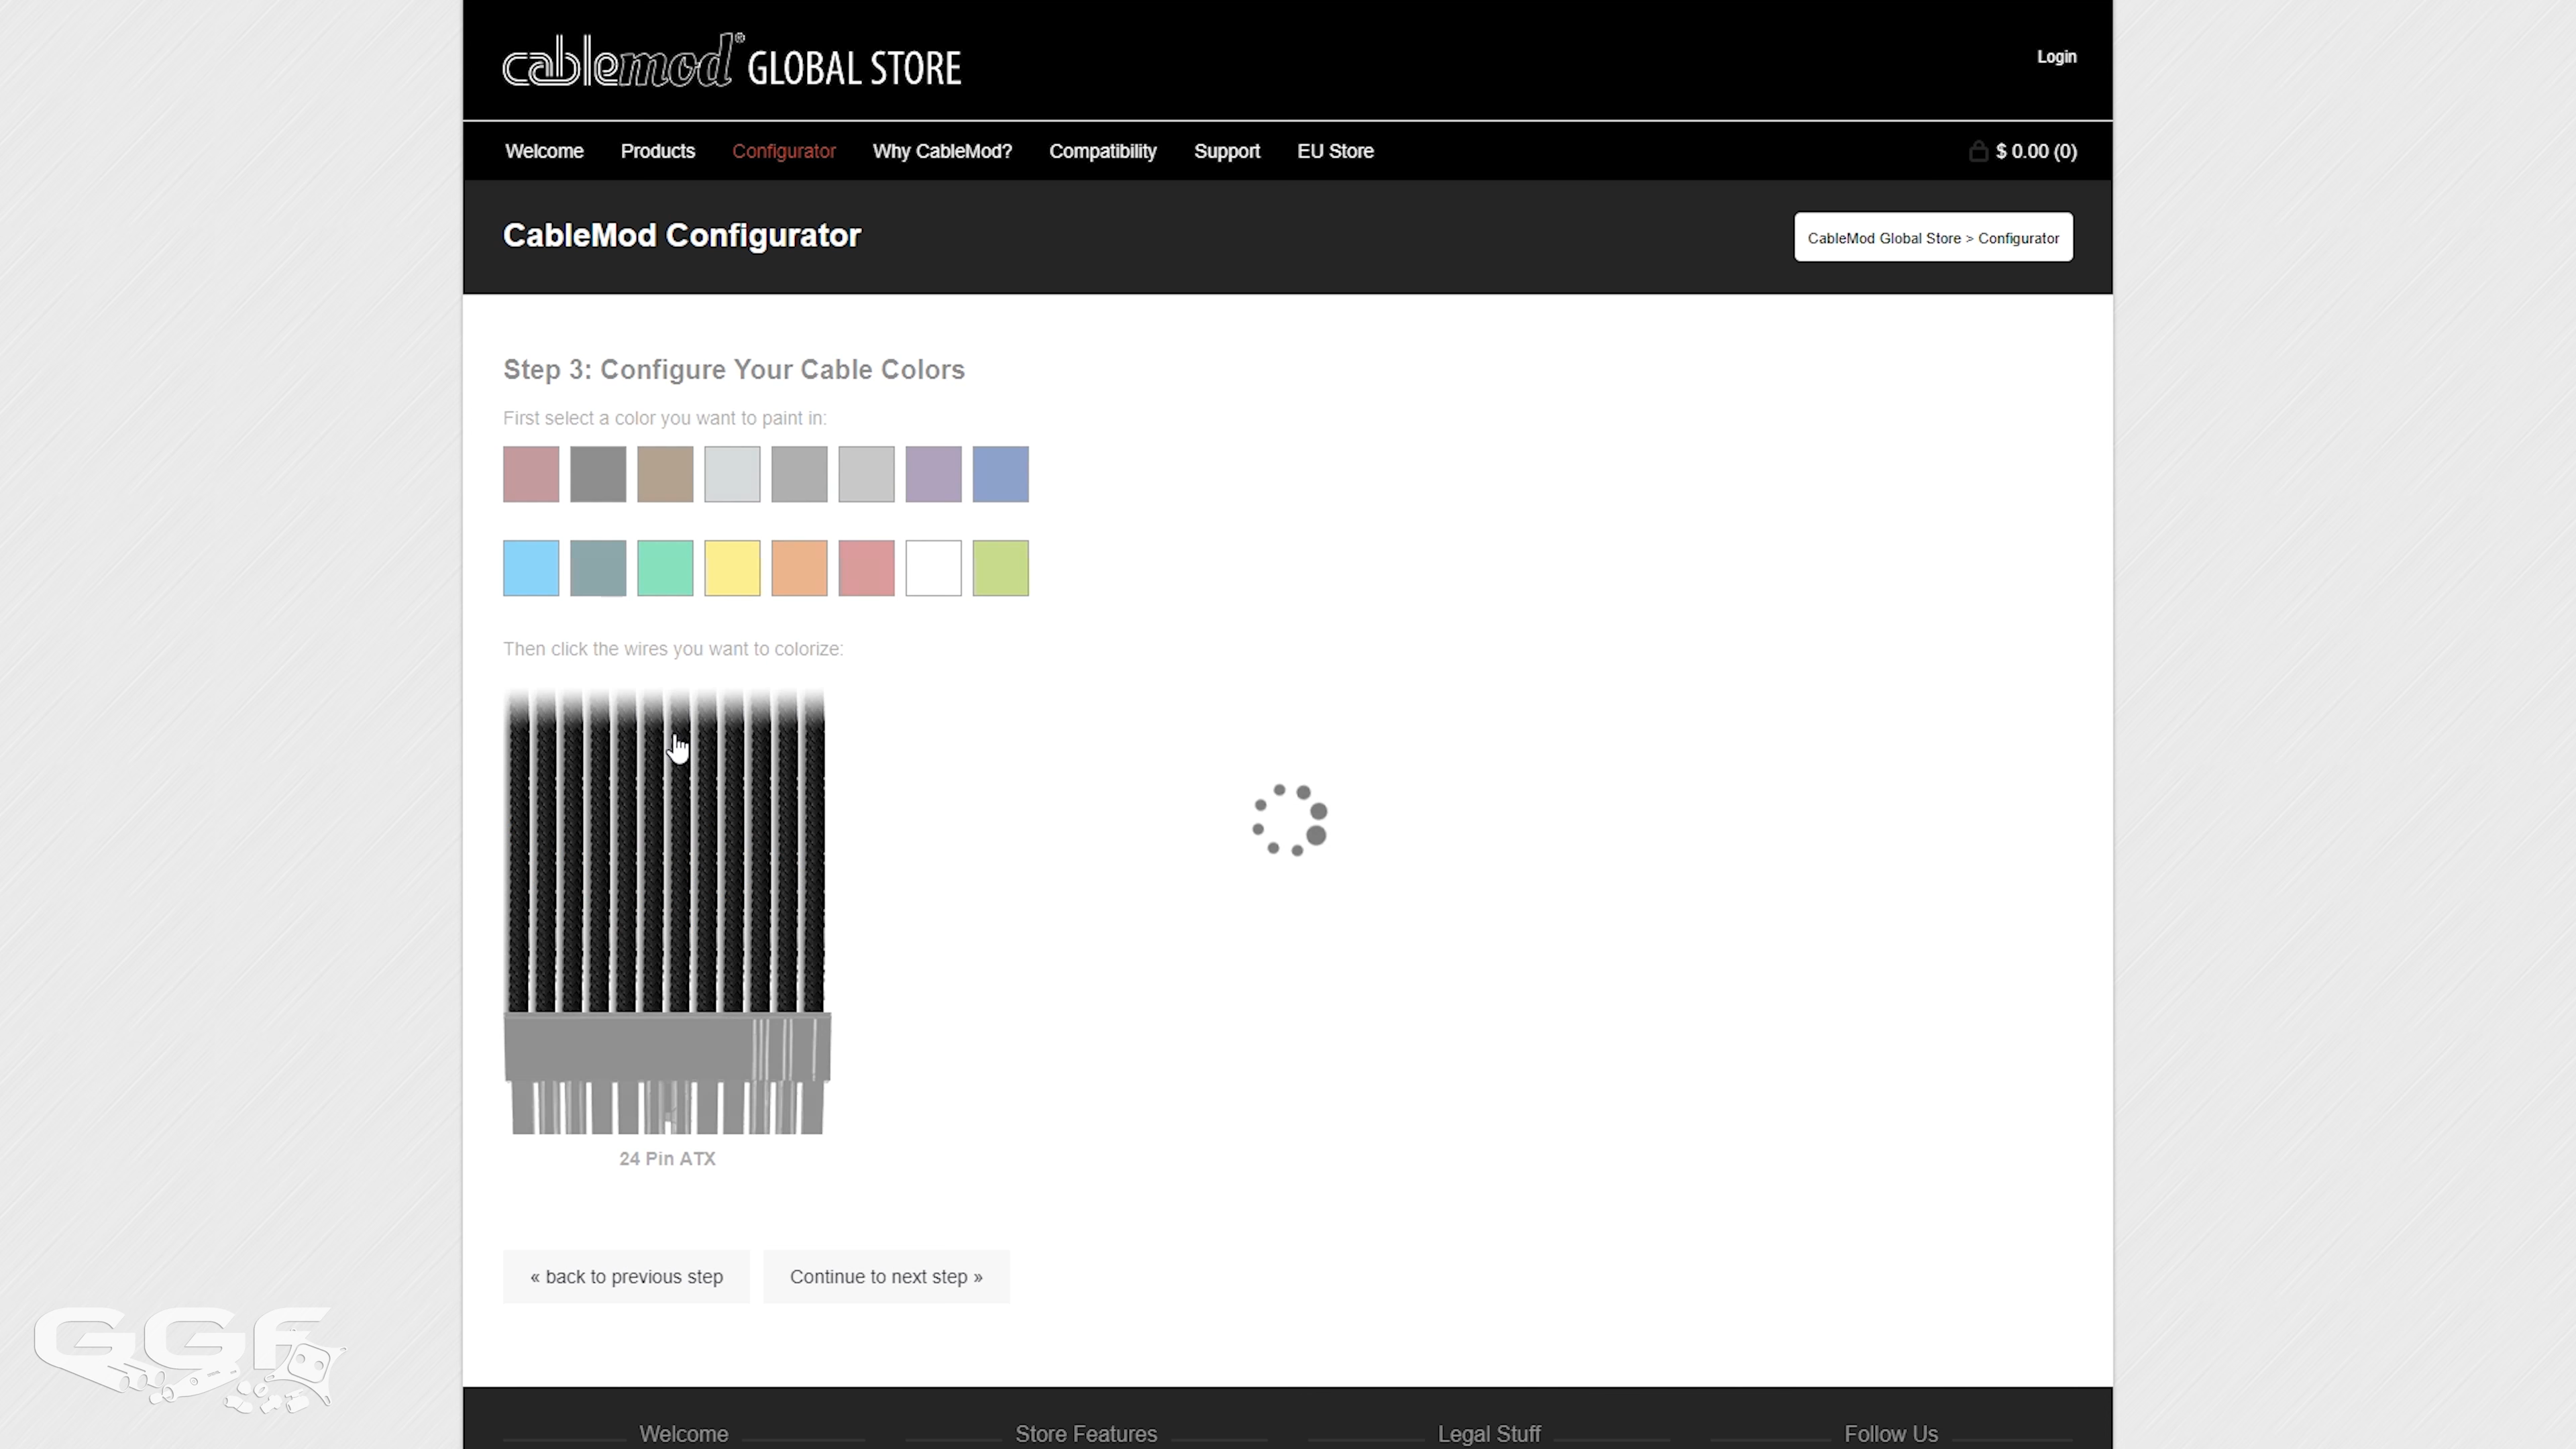 cablemod® GLOBAL STORE
Login
Welcome Products Configurator Why CableMod? Compatibility Support EU Store $ 0.00 (0)
CableMod Configurator
CableMod Global Store > Configurator
Step 3: Configure Your Cable Colors
First select a color you want to paint in:
Then click the wires you want to colorize:
24 Pin ATX
« back to previous step
Continue to next step »
GGF
Welcome Store Features Legal Stuff Follow Us